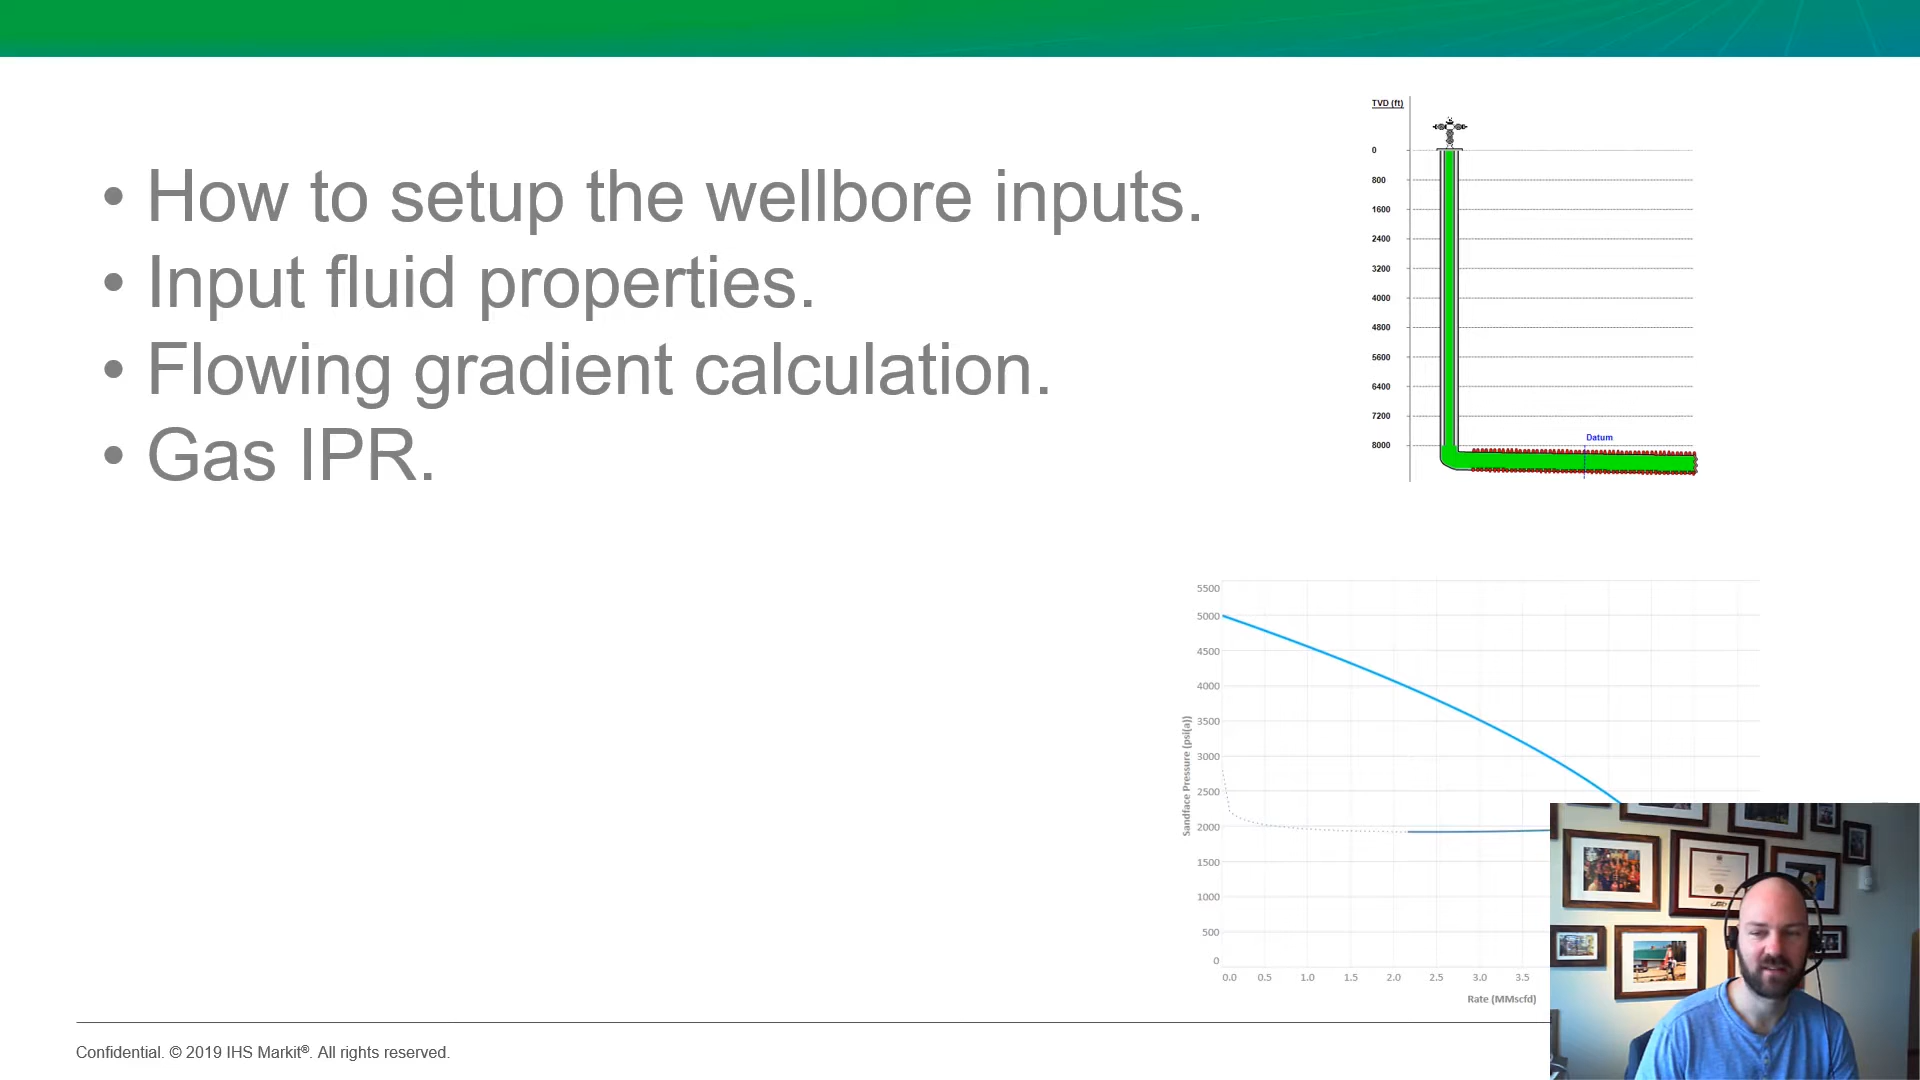 • How to setup the wellbore inputs.
• Input fluid properties.
• Flowing gradient calculation.
• Gas IPR.
TVD (ft)
0
800
1600
2400
3200
4000
4800
5600
6400
7200
8000
Datum
5500
5000
4500
4000
3500
3000
2500
2000
1500
1000
500
0
Sandface Pressure (psi(a))
0.0 0.5 1.0 1.5 2.0 2.5 3.0 3.5
Rate (MMscfd)
Confidential. © 2019 IHS Markit®. All rights reserved.